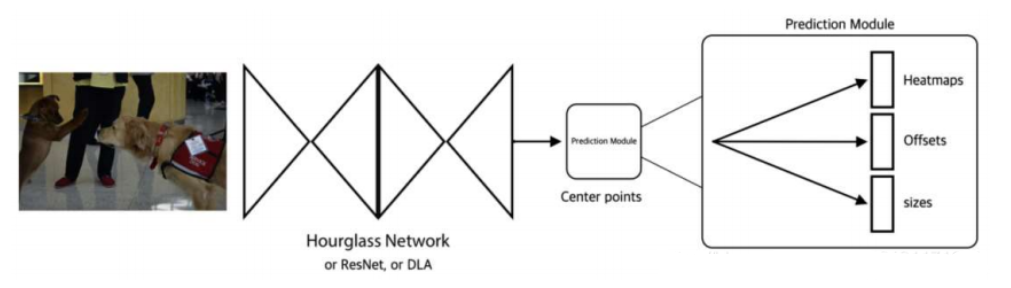 Prediction Module
Heatmaps
Prediction Module
Offsets
Center points
sizes
Hourglass Network
or ResNet, or DLA